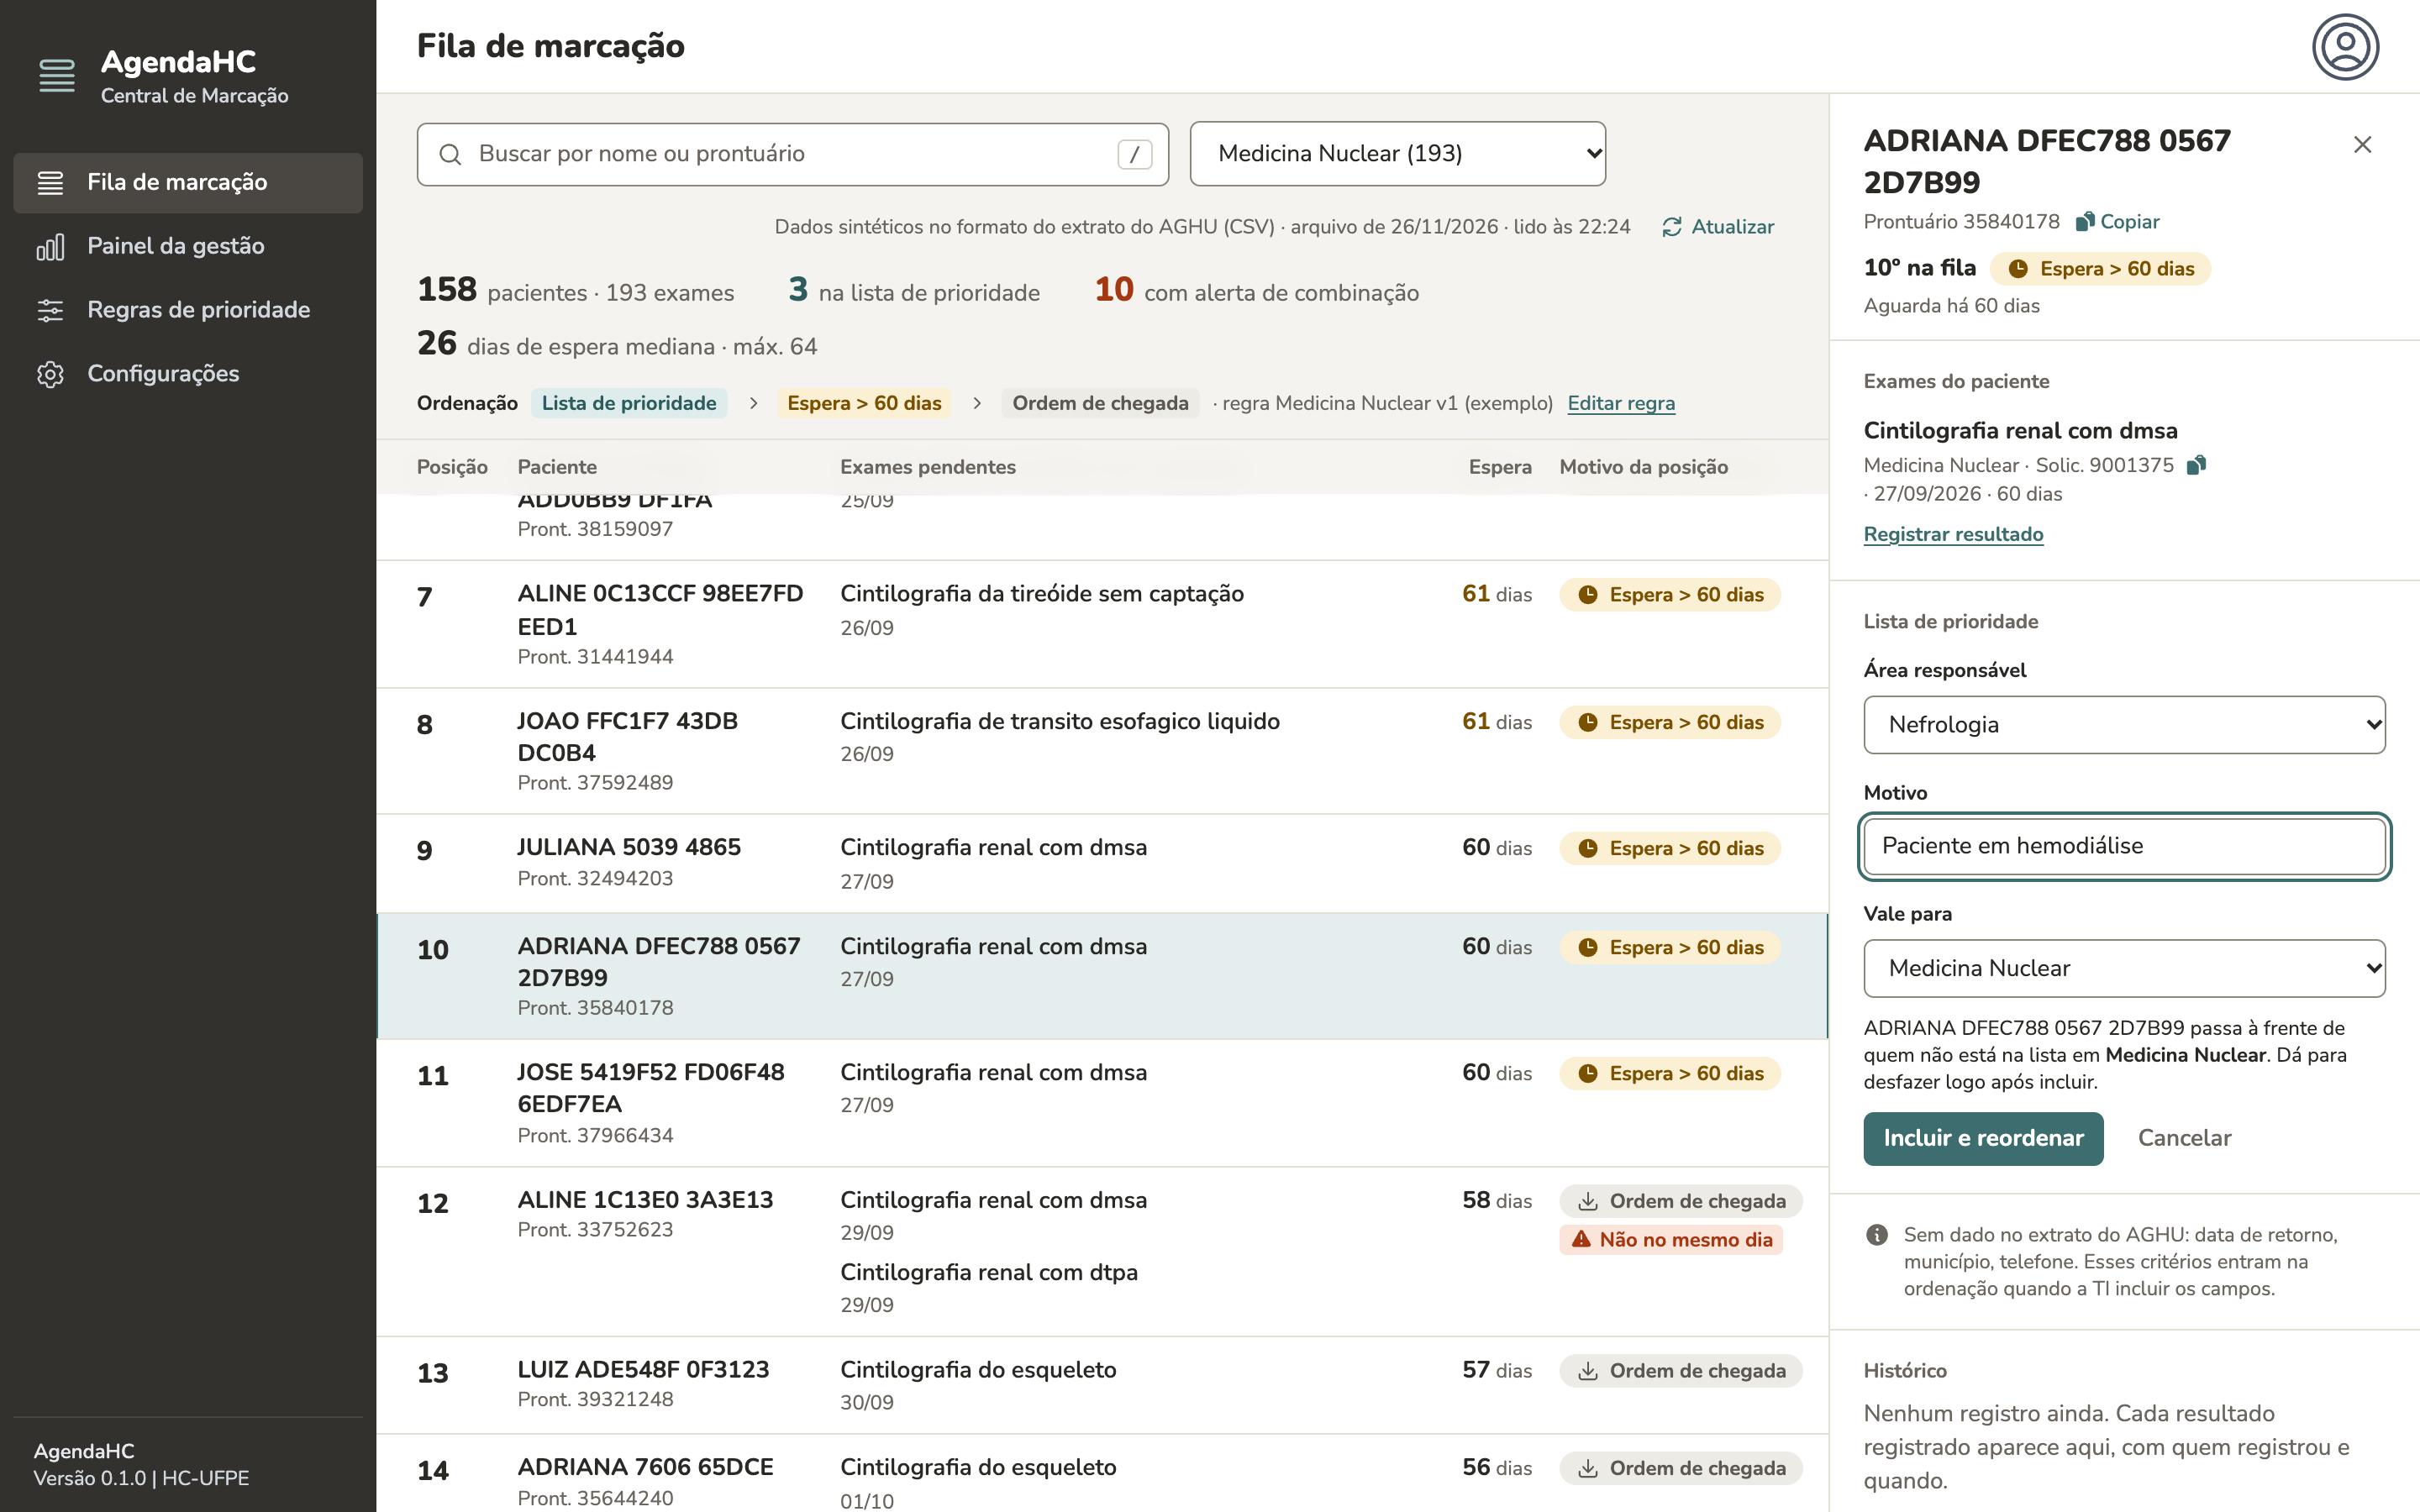 AgendaHC
Central de Marcação
Fila de marcação
Painel da gestão
Regras de prioridade
Configurações
AgendaHC
Versão 0.1.0 | HC-UFPE
Fila de marcação
Buscar por nome ou prontuário
/
Medicina Nuclear (193)
Dados sintéticos no formato do extrato do AGHU (CSV) · arquivo de 26/11/2026 · lido às 22:24
Atualizar
158 pacientes · 193 exames
3 na lista de prioridade
10 com alerta de combinação
26 dias de espera mediana · máx. 64
Ordenação Lista de prioridade > Espera > 60 dias > Ordem de chegada · regra Medicina Nuclear v1 (exemplo) Editar regra
Posição Paciente Exames pendentes Espera Motivo da posição
ADD0BB9 DF1FA 25/09
Pront. 38159097
7 ALINE 0C13CCF 98EE7FD Cintilografia da tireóide sem captação 61 dias Espera > 60 dias
EED1 26/09
Pront. 31441944
8 JOAO FFC1F7 43DB Cintilografia de transito esofagico liquido 61 dias Espera > 60 dias
DC0B4 26/09
Pront. 37592489
9 JULIANA 5039 4865 Cintilografia renal com dmsa 60 dias Espera > 60 dias
Pront. 32494203 27/09
10 ADRIANA DFEC788 0567 Cintilografia renal com dmsa 60 dias Espera > 60 dias
2D7B99 27/09
Pront. 35840178
11 JOSE 5419F52 FD06F48 Cintilografia renal com dmsa 60 dias Espera > 60 dias
6EDF7EA 27/09
Pront. 37966434
12 ALINE 1C13E0 3A3E13 Cintilografia renal com dmsa 58 dias Ordem de chegada
Pront. 33752623 29/09 Não no mesmo dia
Cintilografia renal com dtpa
29/09
13 LUIZ ADE548F 0F3123 Cintilografia do esqueleto 57 dias Ordem de chegada
Pront. 39321248 30/09
14 ADRIANA 7606 65DCE Cintilografia do esqueleto 56 dias Ordem de chegada
Pront. 35644240 01/10
ADRIANA DFEC788 0567
2D7B99
Prontuário 35840178 Copiar
10º na fila Espera > 60 dias
Aguarda há 60 dias
Exames do paciente
Cintilografia renal com dmsa
Medicina Nuclear · Solic. 9001375
· 27/09/2026 · 60 dias
Registrar resultado
Lista de prioridade
Área responsável
Nefrologia
Motivo
Paciente em hemodiálise
Vale para
Medicina Nuclear
ADRIANA DFEC788 0567 2D7B99 passa à frente de
quem não está na lista em Medicina Nuclear. Dá para
desfazer logo após incluir.
Incluir e reordenar Cancelar
Sem dado no extrato do AGHU: data de retorno,
município, telefone. Esses critérios entram na
ordenação quando a TI incluir os campos.
Histórico
Nenhum registro ainda. Cada resultado
registrado aparece aqui, com quem registrou e
quando.